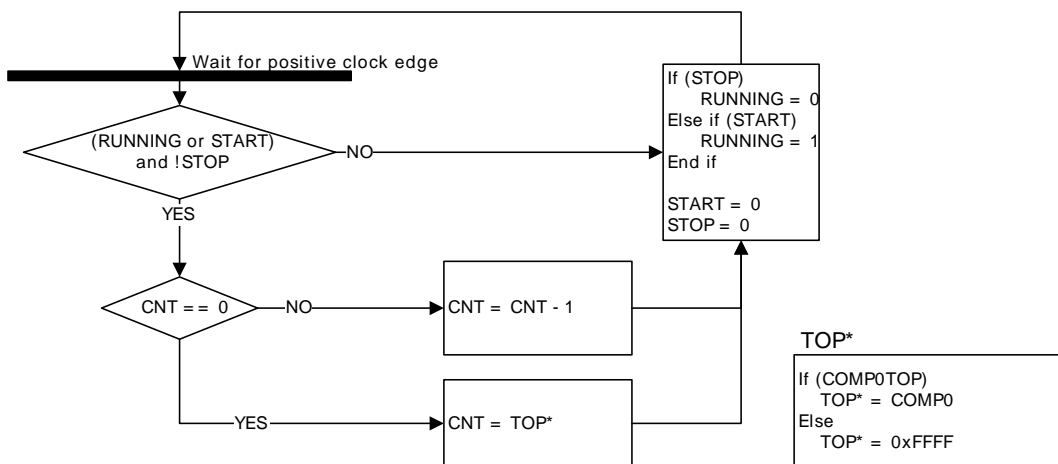 Wait for positive clock edge
If (STOP)
RUNNING = 0
Else if (START)
RUNNING = 1
End if
START = 0
STOP = 0
(RUNNING or START)
and !STOP
NO
YES
CNT == 0
NO
CNT = CNT - 1
YES
CNT = TOP*
TOP*
If (COMP0TOP)
TOP* = COMP0
Else
TOP* = 0xFFFF